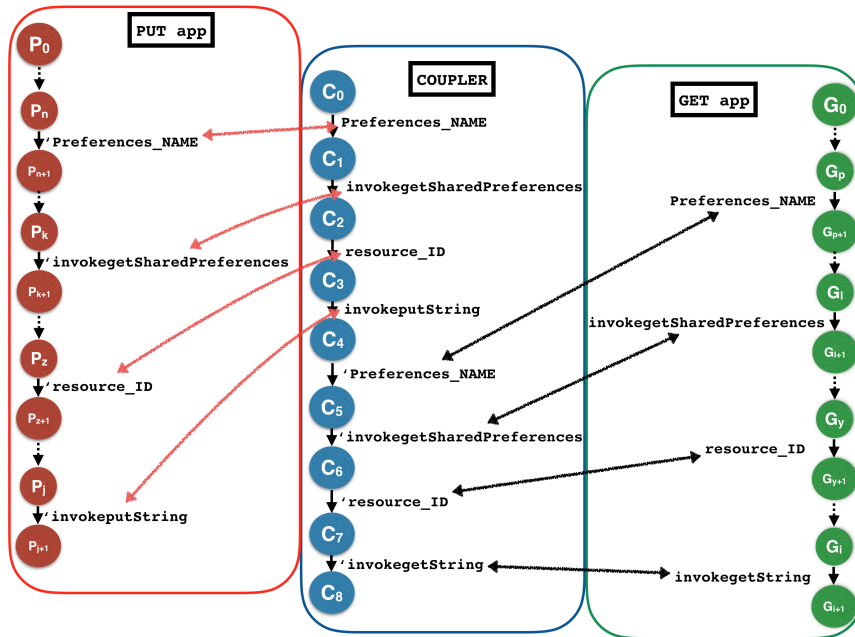 PUT app
P0
Pn
'Preferences_NAME
Pn+1
Pk
'invokegetSharedPreferences
Pk+1
Pz
'resource_ID
Pz+1
Pj
'invokeputString
Pj+1
COUPLER
C0
Preferences_NAME
C1
invokegetSharedPreferences
C2
resource_ID
C3
invokeputString
C4
'Preferences_NAME
C5
'invokegetSharedPreferences
C6
'resource_ID
C7
'invokegetString
C8
GET app
G0
Gp
Preferences_NAME
Gp+1
Gl
invokegetSharedPreferences
Gl+1
Gy
resource_ID
Gy+1
Gi
invokegetString
Gi+1